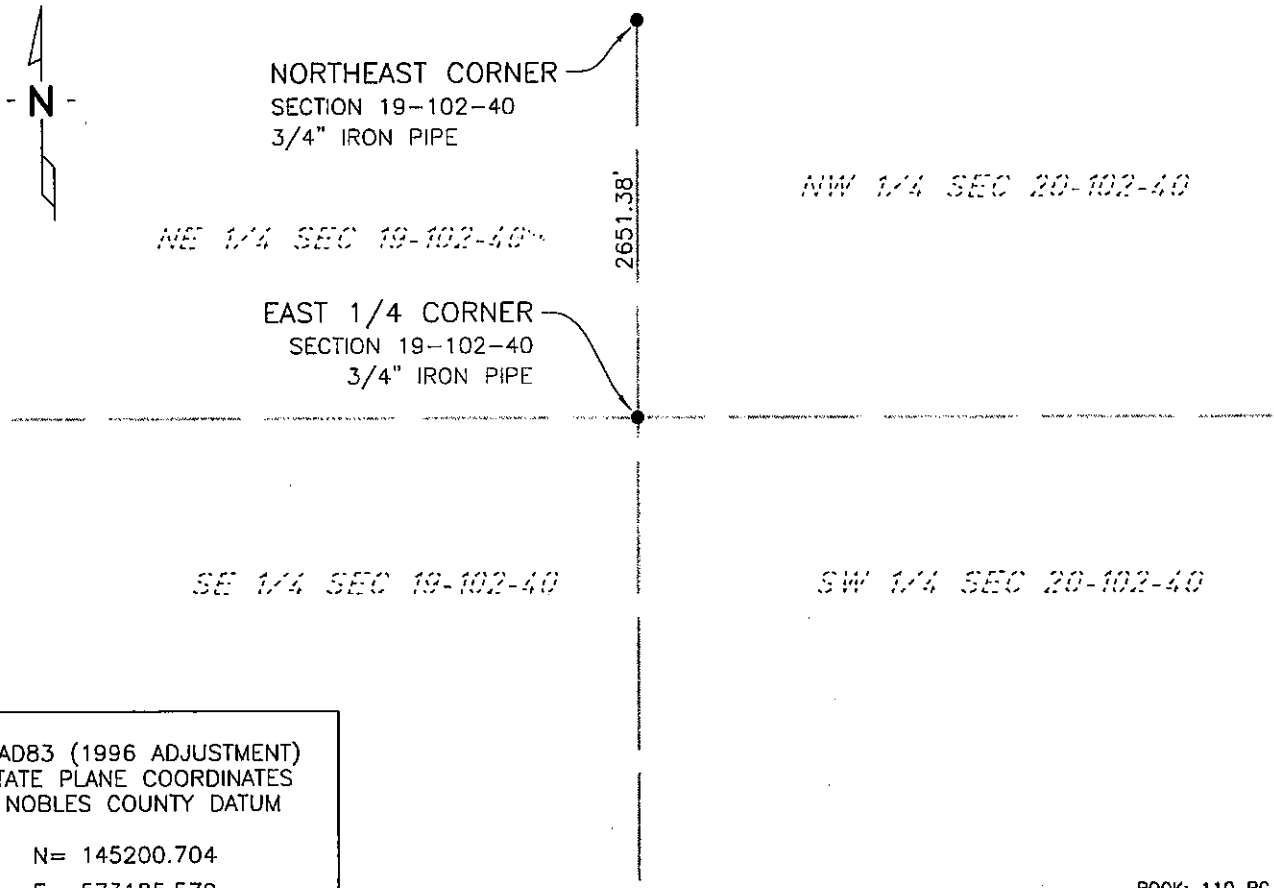 NORTHEAST CORNER
SECTION 19-102-40
3/4" IRON PIPE
- N -
2651.38'
NW 1/4 SEC 20-102-40
NE 1/4 SEC 19-102-40
EAST 1/4 CORNER
SECTION 19-102-40
3/4" IRON PIPE
SE 1/4 SEC 19-102-40
SW 1/4 SEC 20-102-40
AD83 (1996 ADJUSTMENT)
TATE PLANE COORDINATES
NOBLES COUNTY DATUM
N= 145200.704